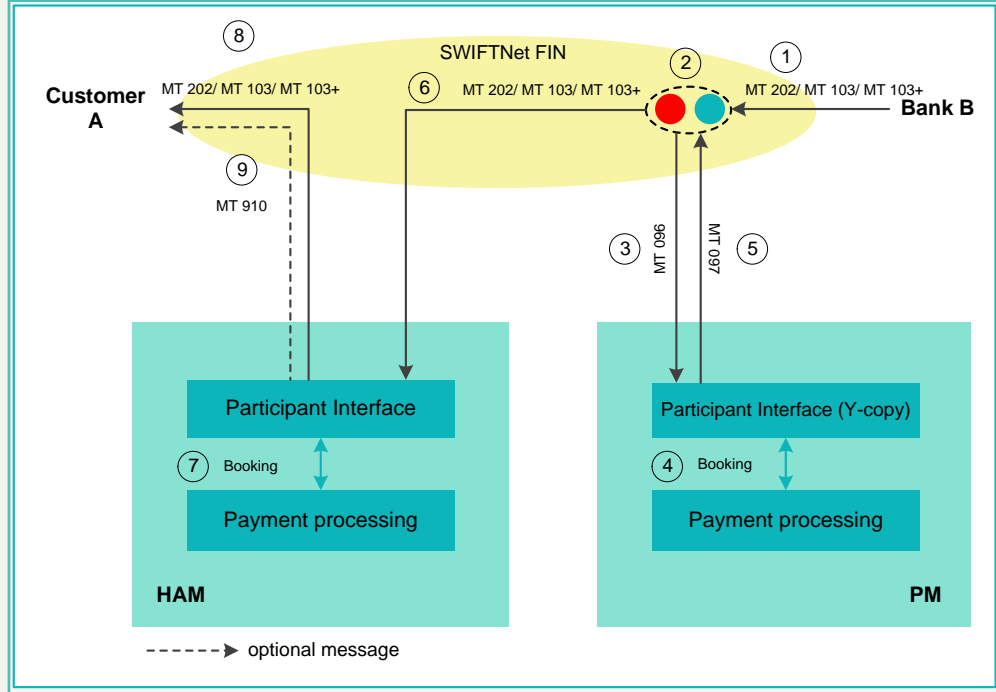 8
SWIFTNet FIN
1
2
6
MT 202/ MT 103/ MT 103+
MT 202/ MT 103/ MT 103+
MT 202/ MT 103/ MT 103+
Customer
A
Bank B
9
MT 910
3
MT 096
MT 097
5
Participant Interface
Participant Interface (Y-copy)
7
Booking
4
Booking
Payment processing
Payment processing
HAM
PM
optional message